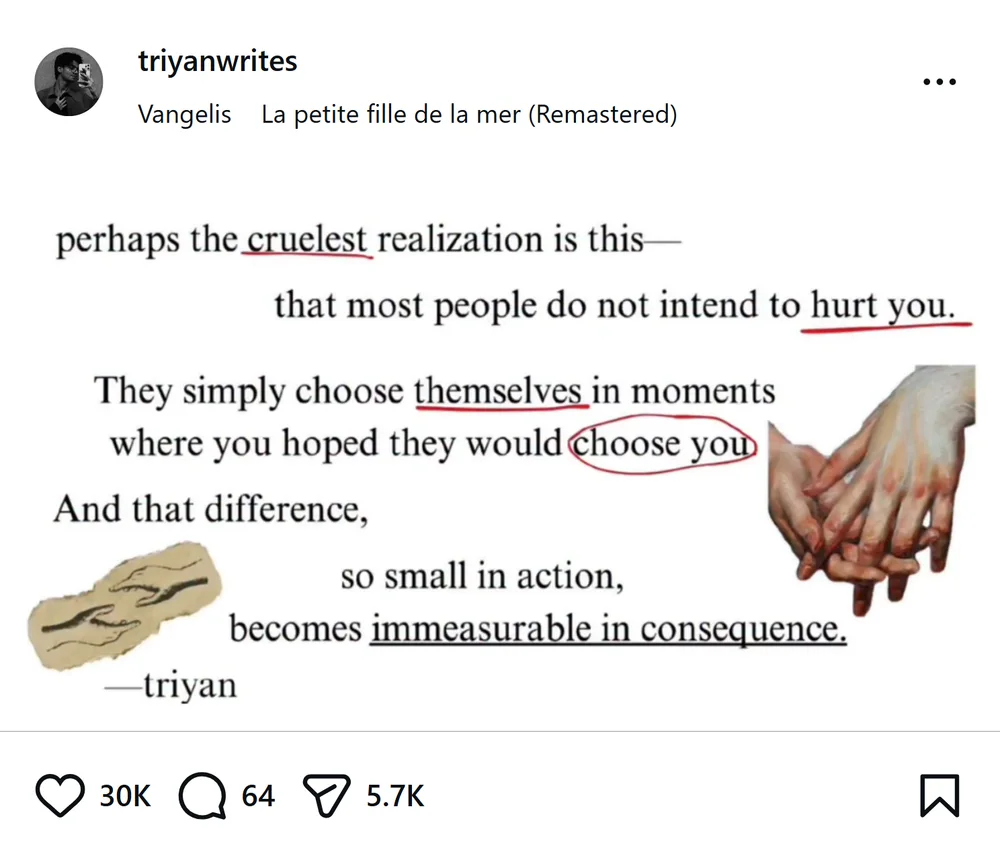 triyanwrites
Vangelis La petite fille de la mer (Remastered)
perhaps the cruelest realization is this—
that most people do not intend to hurt you.
They simply choose themselves in moments
where you hoped they would choose you
And that difference,
so small in action,
becomes immeasurable in consequence.
—triyan
30K 64 5.7K